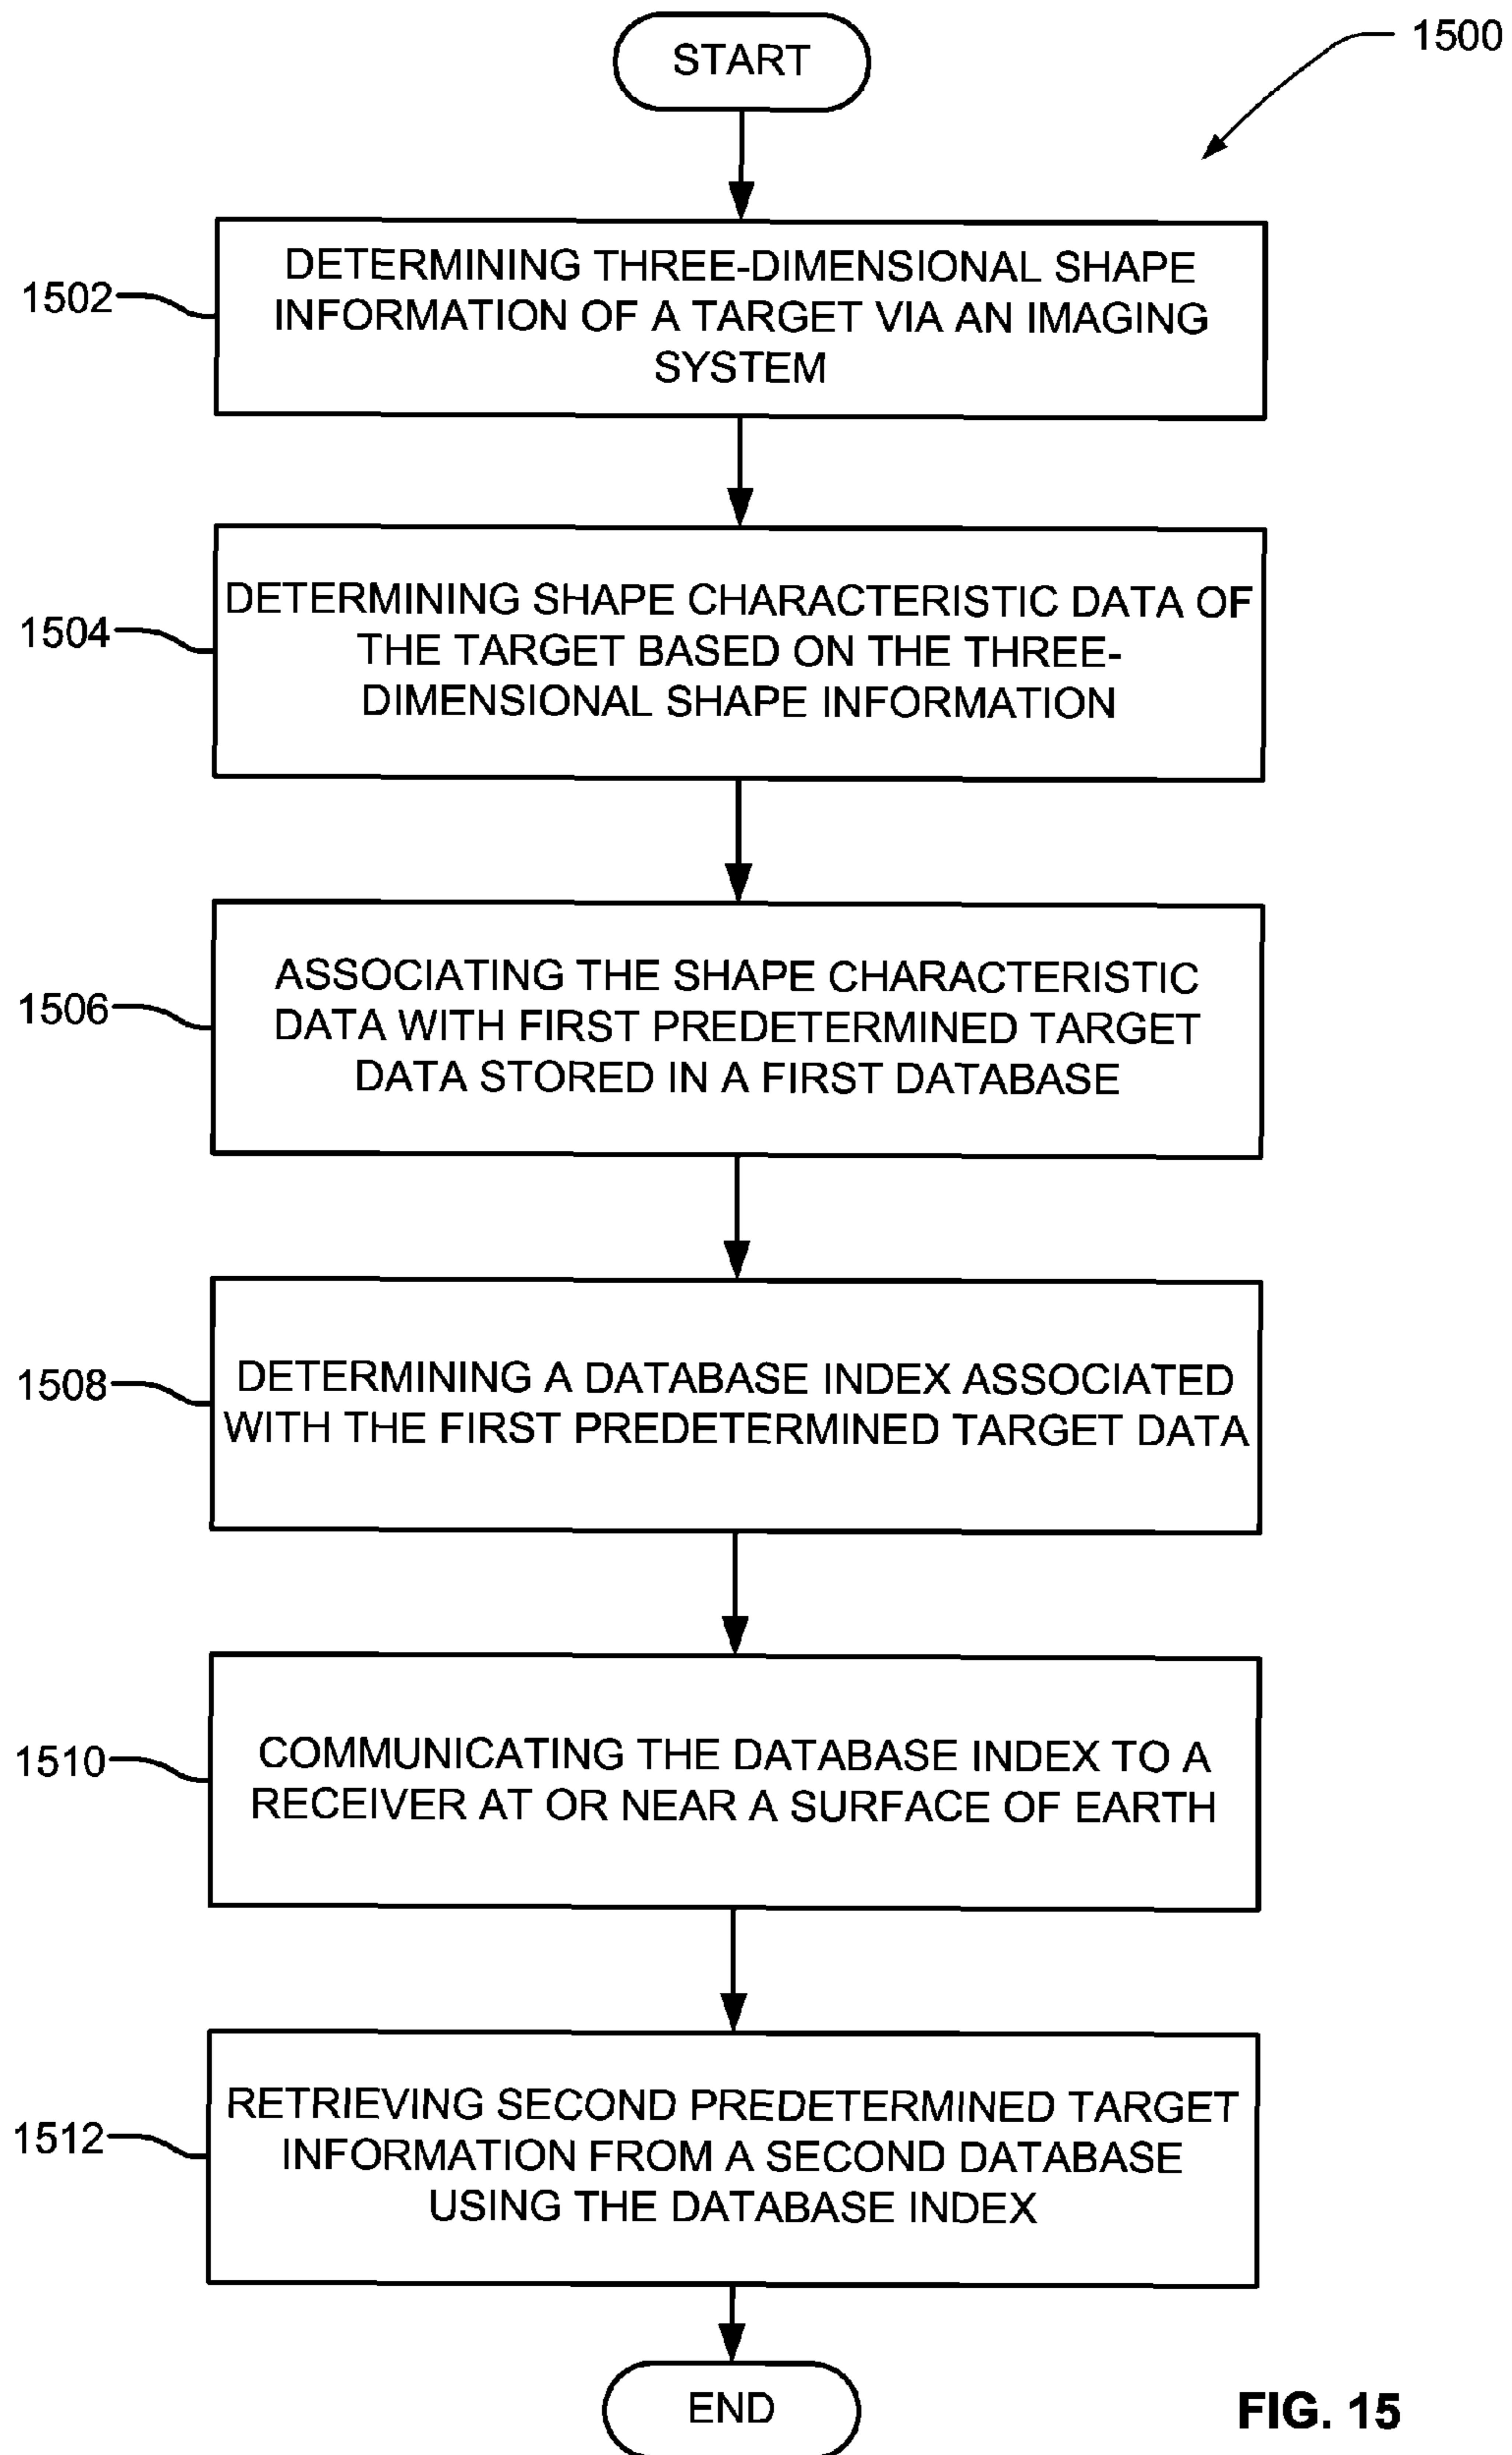 START
1500
1502
DETERMINING THREE-DIMENSIONAL SHAPE
INFORMATION OF A TARGET VIA AN IMAGING
SYSTEM
1504
DETERMINING SHAPE CHARACTERISTIC DATA OF
THE TARGET BASED ON THE THREE-
DIMENSIONAL SHAPE INFORMATION
1506
ASSOCIATING THE SHAPE CHARACTERISTIC
DATA WITH FIRST PREDETERMINED TARGET
DATA STORED IN A FIRST DATABASE
1508
DETERMINING A DATABASE INDEX ASSOCIATED
WITH THE FIRST PREDETERMINED TARGET DATA
1510
COMMUNICATING THE DATABASE INDEX TO A
RECEIVER AT OR NEAR A SURFACE OF EARTH
1512
RETRIEVING SECOND PREDETERMINED TARGET
INFORMATION FROM A SECOND DATABASE
USING THE DATABASE INDEX
END
FIG. 15